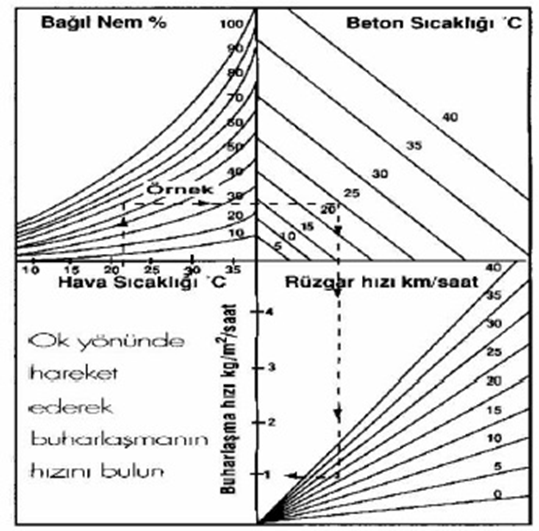 Bağıl Nem %
100
90
80
70
60
50
40
30
20
10
Beton Sıcaklığı °C
40
35
30
25
20
15
10
5
Örnek
10 15 20 25 30 35
Hava Sıcaklığı °C
Rüzgar hızı km/saat
40
35
30
25
20
15
10
5
0
Buharlaşma hızı kg/m²/saat
4
3
2
1
Ok yönünde
hareket
ederek
buharlaşmanın
hızını bulun